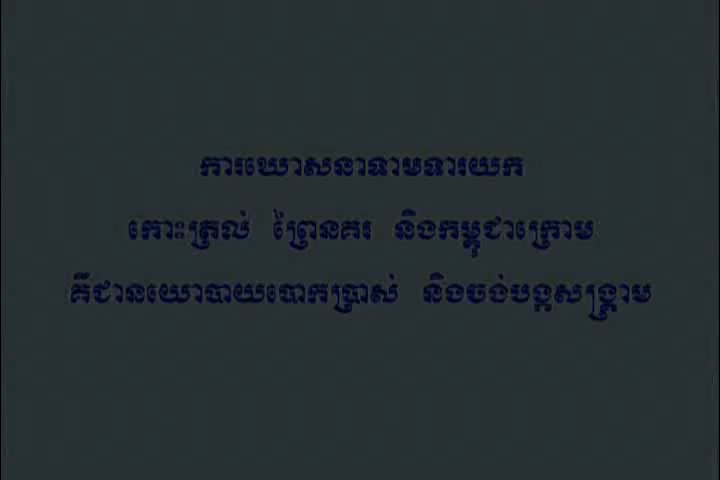 ការឃោសនាទាមទារយក
កោះត្រល់ ព្រៃនគរ និងកម្ពុជាក្រោម
គឺជានយោបាយបោកប្រាស់ និងចង់បង្កសង្គ្រាម